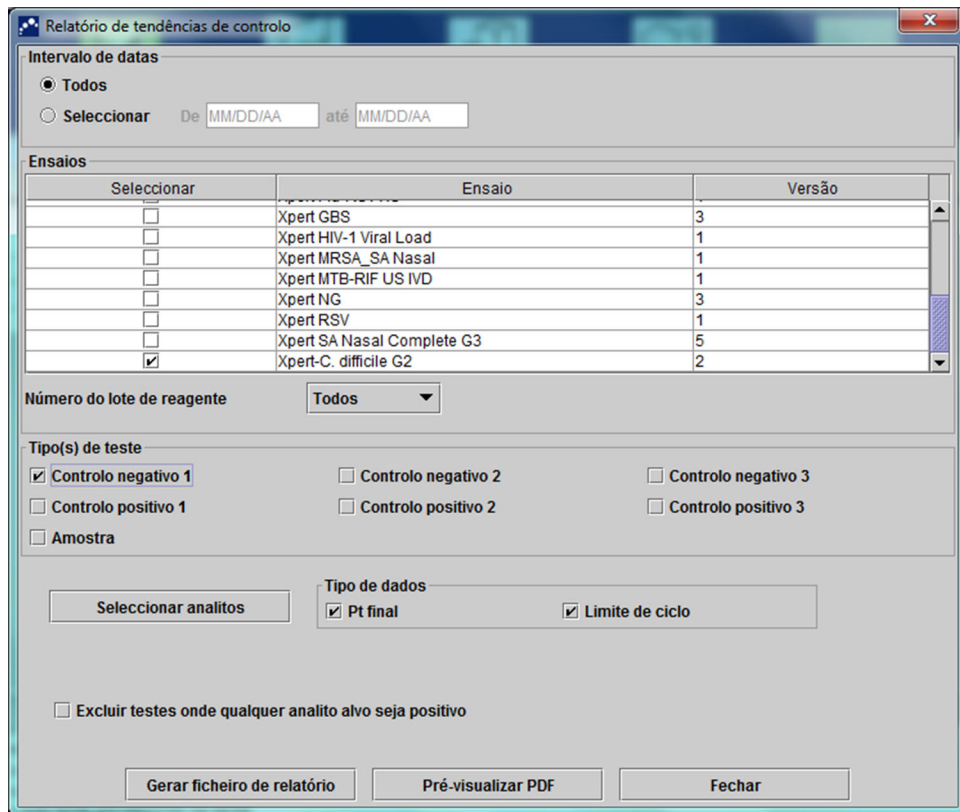 Relatório de tendências de controlo
Intervalo de datas
Todos
Seleccionar De MM/DD/AA até MM/DD/AA
Ensaios
Seleccionar Ensaio Versão
Xpert GBS 3
Xpert HIV-1 Viral Load 1
Xpert MRSA_SA Nasal 1
Xpert MTB-RIF US IVD 1
Xpert NG 3
Xpert RSV 1
Xpert SA Nasal Complete G3 5
Xpert-C. difficile G2 2
Número do lote de reagente Todos
Tipo(s) de teste
Controlo negativo 1 Controlo negativo 2 Controlo negativo 3
Controlo positivo 1 Controlo positivo 2 Controlo positivo 3
Amostra
Tipo de dados
Seleccionar analitos Pt final Limite de ciclo
Excluir testes onde qualquer analito alvo seja positivo
Gerar ficheiro de relatório Pré-visualizar PDF Fechar